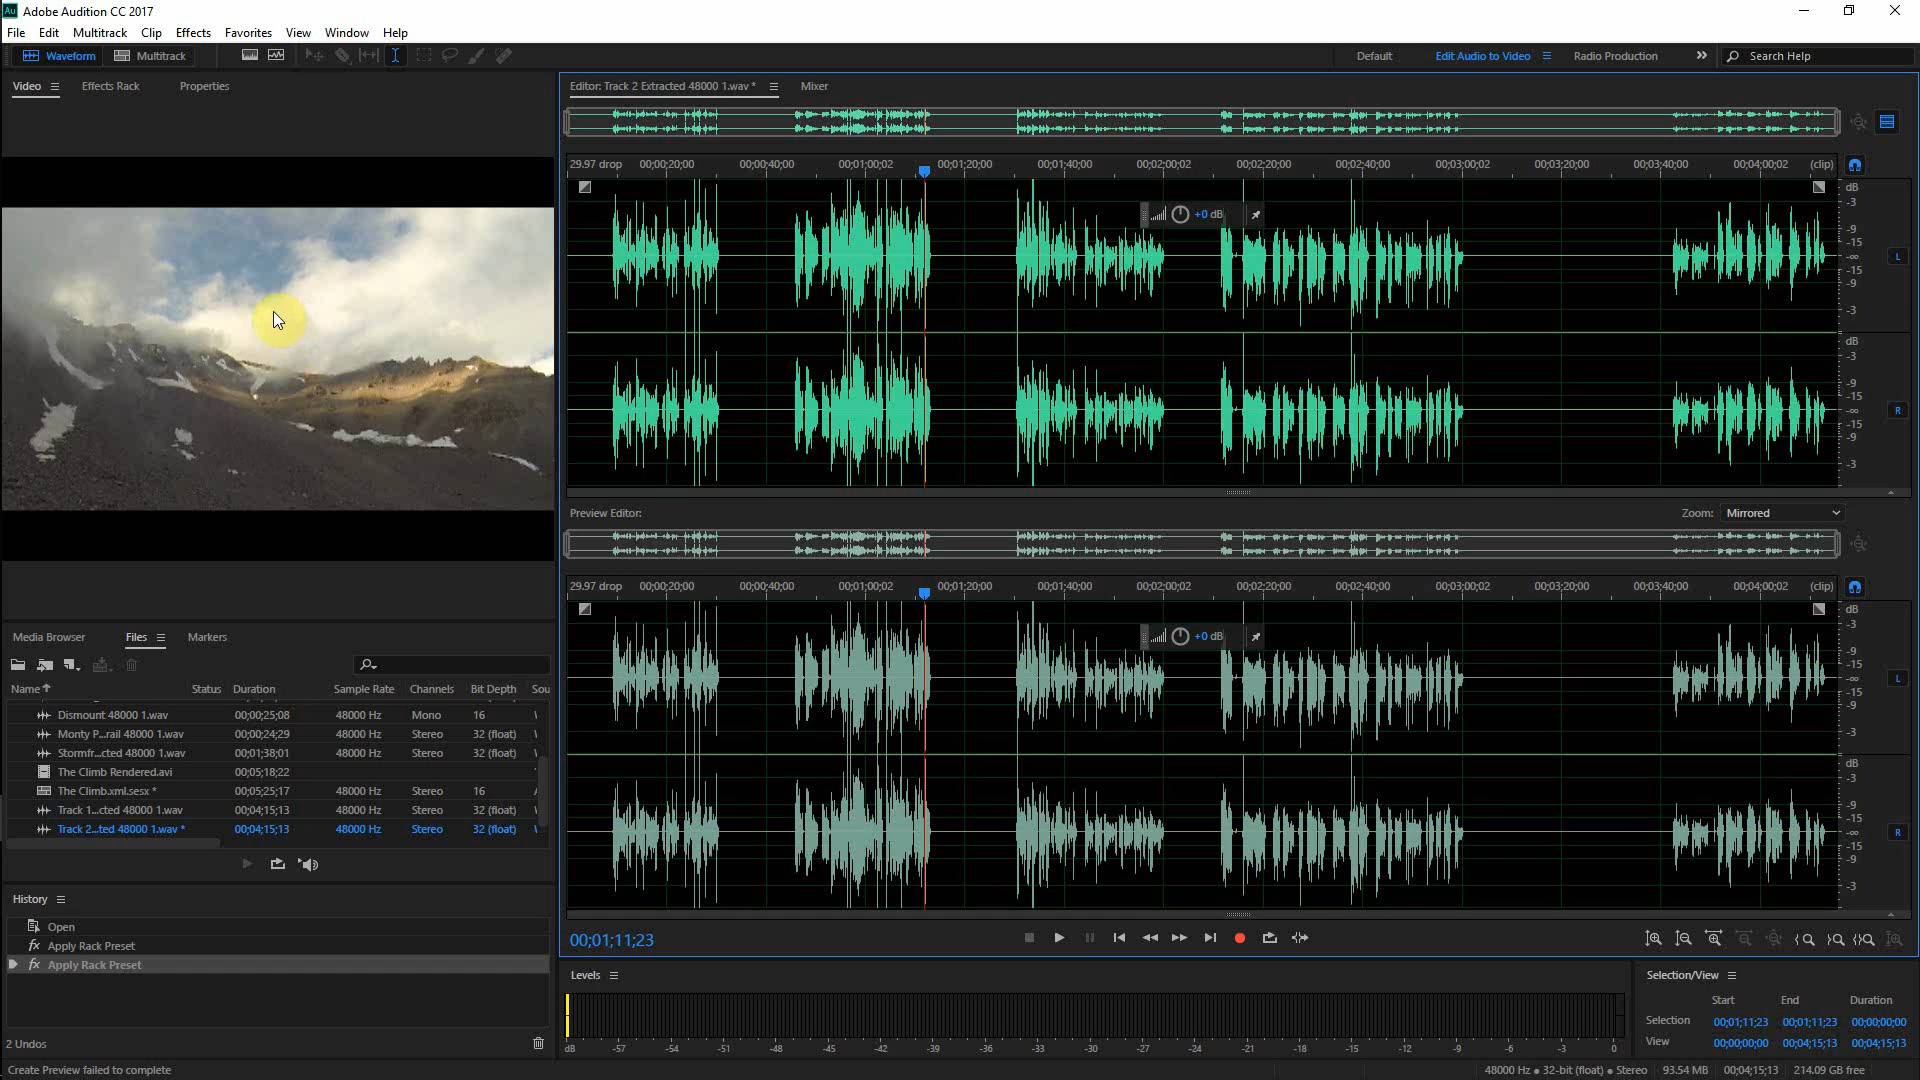 Au Adobe Audition CC 2017
File Edit Multitrack Clip Effects Favorites View Window Help
Waveform Multitrack Default Edit Audio to Video Radio Production Search Help
Video Effects Rack Properties
Editor: Track 2 Extracted 48000 1.wav * Mixer
29.97 drop 00;00;20;00 00;00;40;00 00;01;00;02 00;01;20;00 00;01;40;00 00;02;00;02 00;02;20;00 00;02;40;00 00;03;00;02 00;03;20;00 00;03;40;00 00;04;00;02 (clip)
+0 dB
dB
-3
-9
-15
-∞
-15
-9
-3
L
dB
-3
-9
-15
-∞
-15
-9
-3
R
Preview Editor: Zoom: Mirrored
29.97 drop 00;00;20;00 00;00;40;00 00;01;00;02 00;01;20;00 00;01;40;00 00;02;00;02 00;02;20;00 00;02;40;00 00;03;00;02 00;03;20;00 00;03;40;00 00;04;00;02 (clip)
+0 dB
dB
-3
-9
-15
-∞
-15
-9
-3
L
dB
-3
-9
-15
-∞
-15
-9
-3
R
Media Browser Files Markers
Name Status Duration Sample Rate Channels Bit Depth Sou
Dismount 48000 1.wav 00;00;25;08 48000 Hz Mono 16
Monty P...rail 48000 1.wav 00;00;24;29 48000 Hz Stereo 32 (float)
Stormfr...cted 48000 1.wav 00;01;38;01 48000 Hz Stereo 32 (float)
The Climb Rendered.avi 00;05;18;22
The Climb.xml.sesx * 00;05;25;17 48000 Hz Stereo 16
Track 1...cted 48000 1.wav 00;04;15;13 48000 Hz Stereo 32 (float)
Track 2...ted 48000 1.wav * 00;04;15;13 48000 Hz Stereo 32 (float)
History
Open
fx Apply Rack Preset
fx Apply Rack Preset
2 Undos
00;01;11;23
Levels
dB -57 -54 -51 -48 -45 -42 -39 -36 -33 -30 -27 -24 -21 -18 -15 -12 -9 -6 -3 0
Selection/View
Start End Duration
Selection 00;01;11;23 00;01;11;23 00;00;00;00
View 00;00;00;00 00;04;15;13 00;04;15;13
Create Preview failed to complete
48000 Hz • 32-bit (float) • Stereo 93.54 MB 00;04;15;13 214.09 GB free